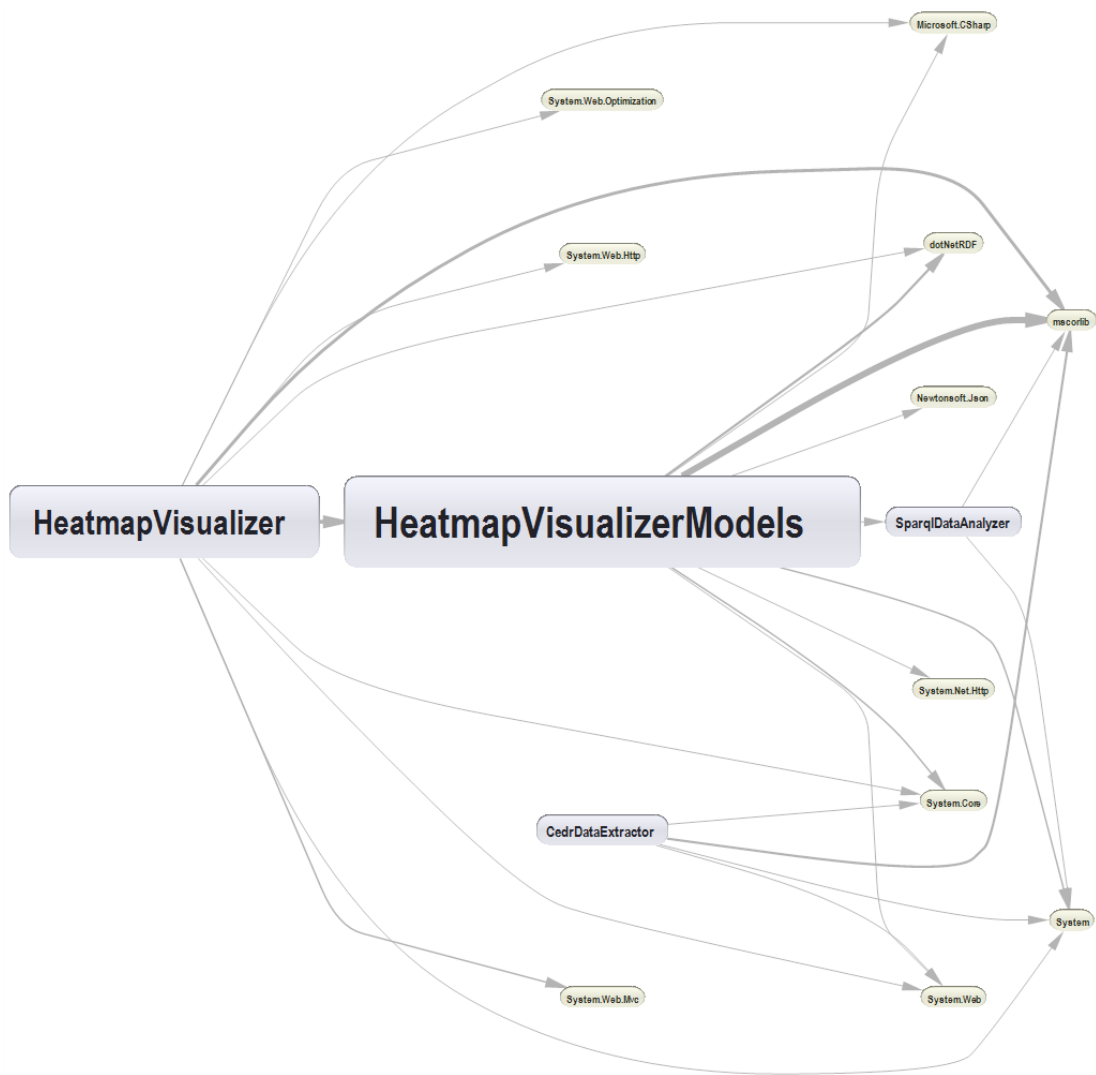 Microsoft.CSharp
System.Web.Optimization
dotNetRDF
System.Web.Http
mscorlib
Newtonsoft.Json
HeatmapVisualizer
HeatmapVisualizerModels
SparqlDataAnalyzer
System.Net.Http
System.Core
CedrDataExtractor
System
System.Web.Mvc
System.Web